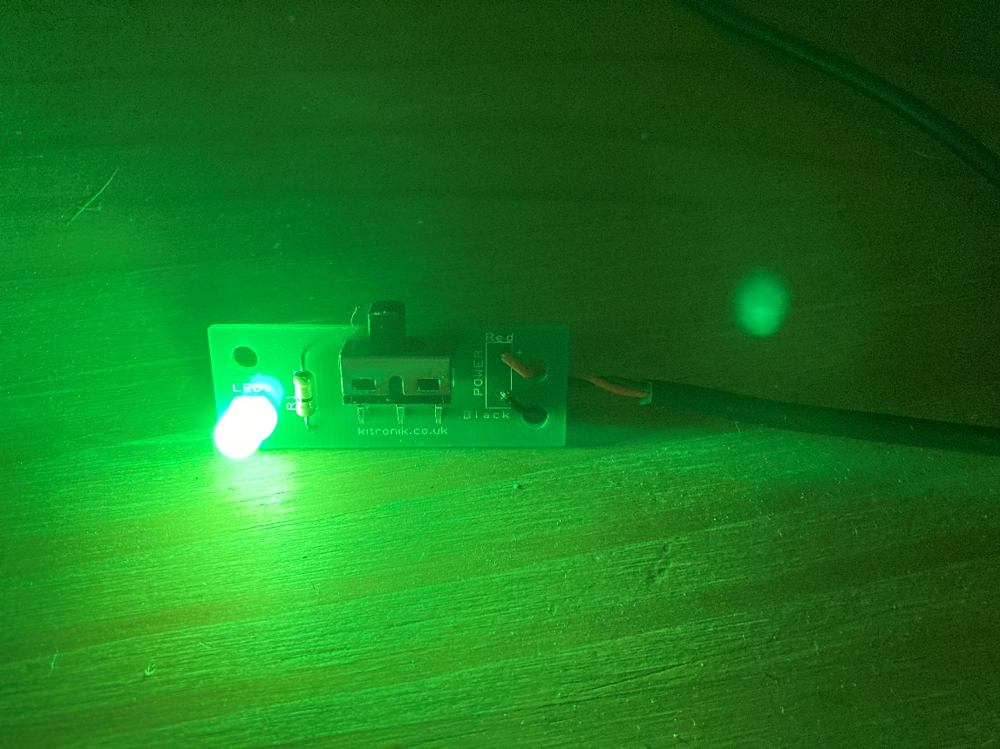 Red
POWER
+
LED1
R1
Black
kitronik.co.uk